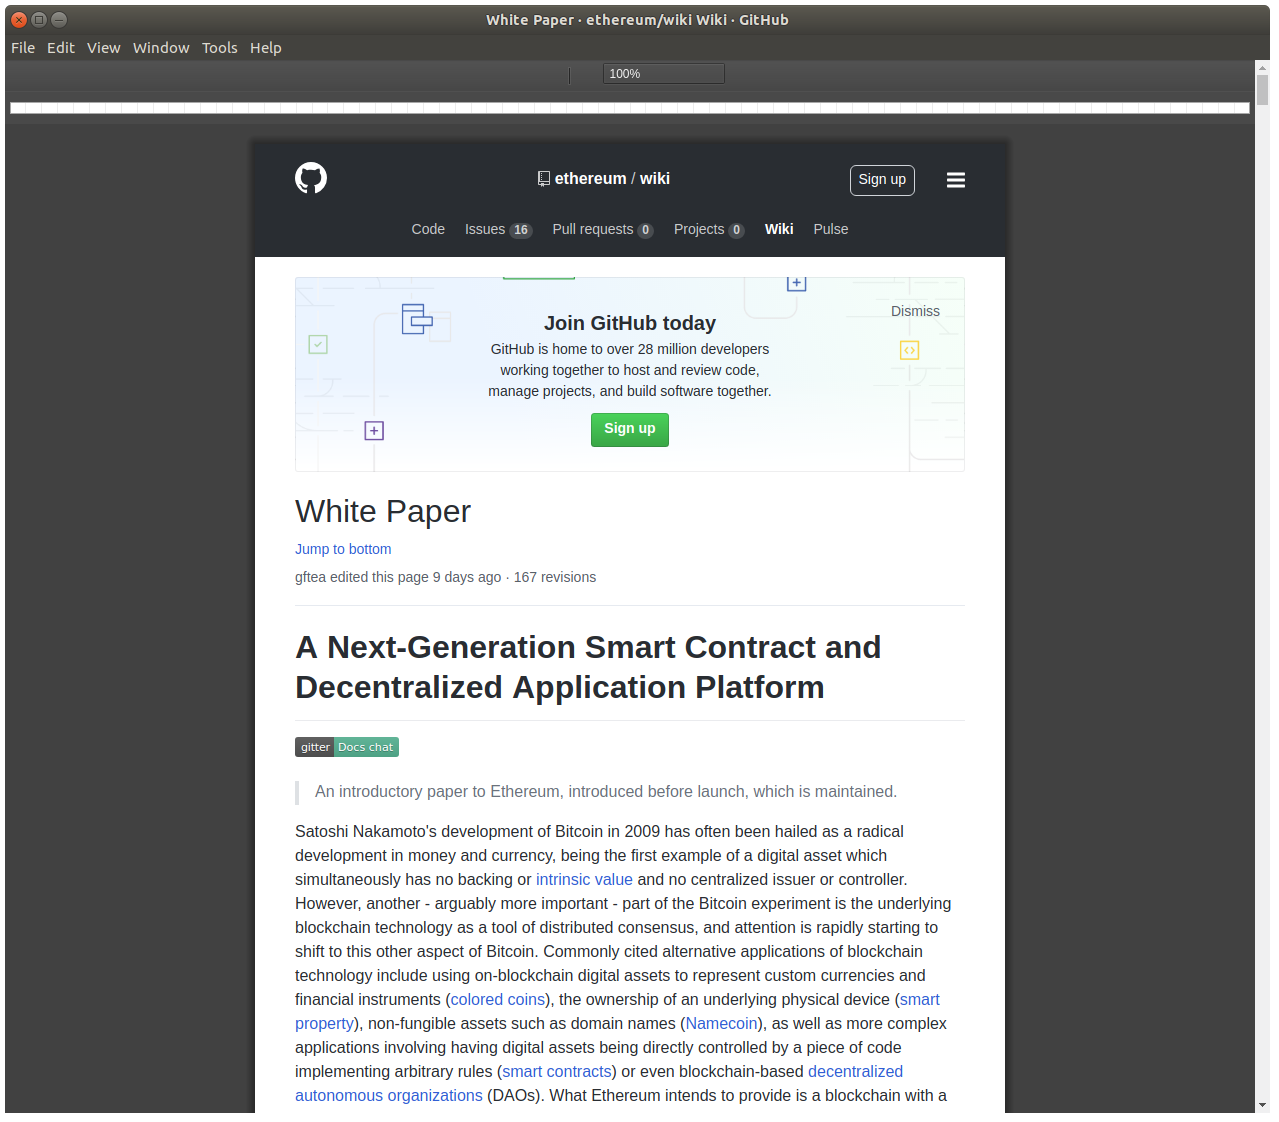 White Paper · ethereum/wiki Wiki · GitHub
File Edit View Window Tools Help
100%
ethereum / wiki
Sign up
Code Issues 16 Pull requests 0 Projects 0 Wiki Pulse
Dismiss
Join GitHub today
GitHub is home to over 28 million developers
working together to host and review code,
manage projects, and build software together.
Sign up
White Paper
Jump to bottom
gftea edited this page 9 days ago · 167 revisions
A Next-Generation Smart Contract and
Decentralized Application Platform
gitter Docs chat
An introductory paper to Ethereum, introduced before launch, which is maintained.
Satoshi Nakamoto's development of Bitcoin in 2009 has often been hailed as a radical
development in money and currency, being the first example of a digital asset which
simultaneously has no backing or intrinsic value and no centralized issuer or controller.
However, another - arguably more important - part of the Bitcoin experiment is the underlying
blockchain technology as a tool of distributed consensus, and attention is rapidly starting to
shift to this other aspect of Bitcoin. Commonly cited alternative applications of blockchain
technology include using on-blockchain digital assets to represent custom currencies and
financial instruments (colored coins), the ownership of an underlying physical device (smart
property), non-fungible assets such as domain names (Namecoin), as well as more complex
applications involving having digital assets being directly controlled by a piece of code
implementing arbitrary rules (smart contracts) or even blockchain-based decentralized
autonomous organizations (DAOs). What Ethereum intends to provide is a blockchain with a